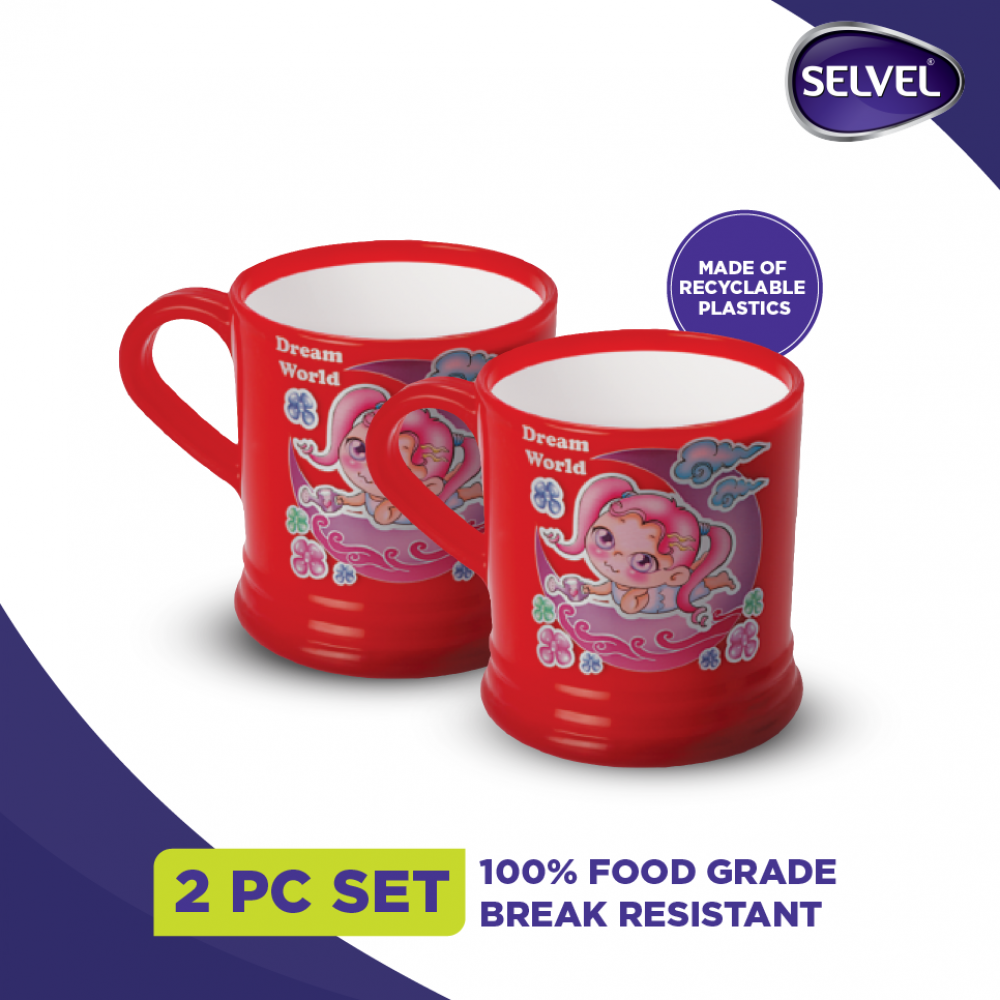 SELVEL®
MADE OF
RECYCLABLE
PLASTICS
Dream
World
Dream
World
2 PC SET
100% FOOD GRADE
BREAK RESISTANT